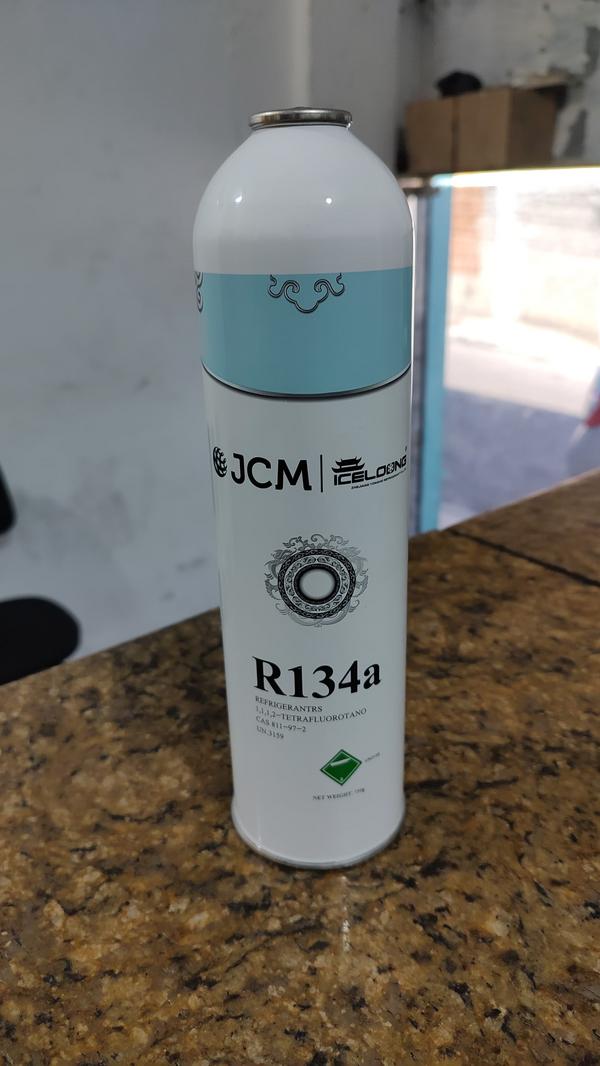 JCM | ICELOONG
R134a
REFRIGERANTRS
1,1,1,2-TETRAFLUOROTANO
CAS 811-97-2
UN.3159
NET WEIGHT: